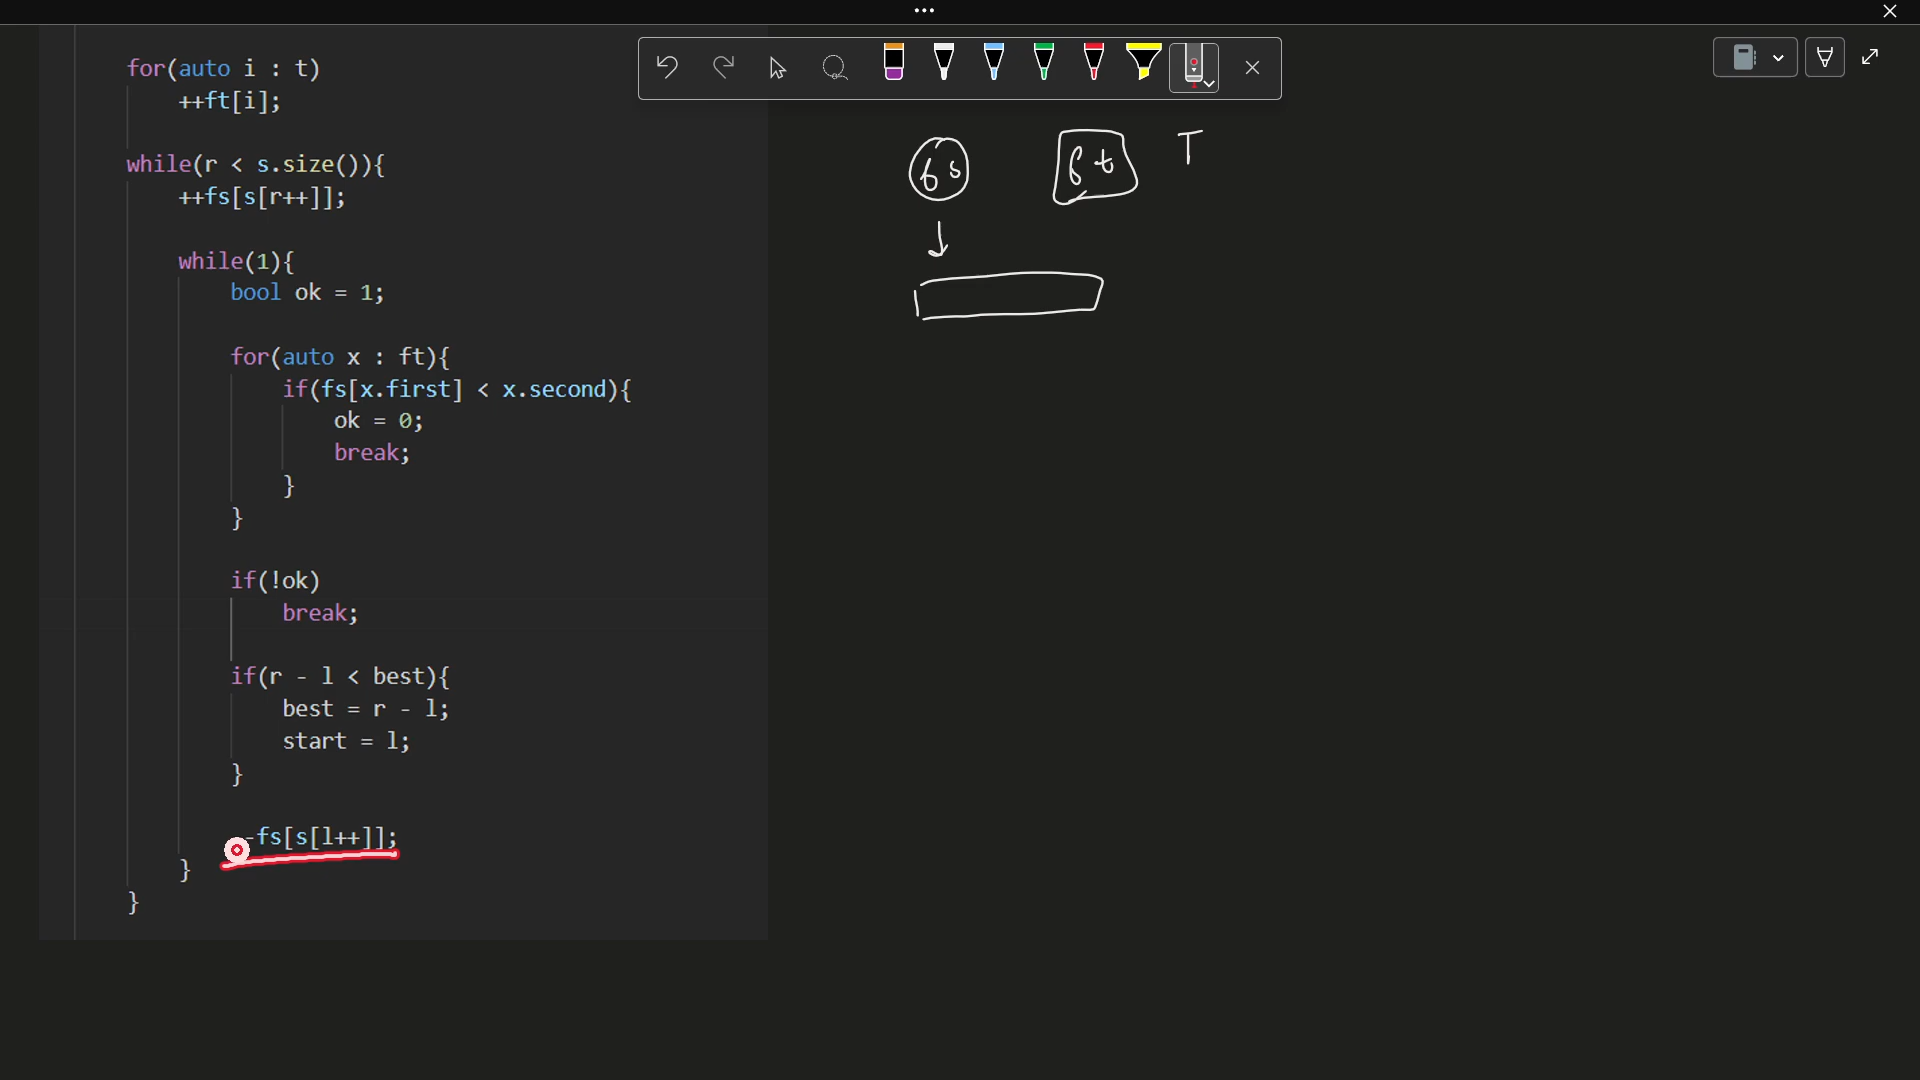 for(auto i : t)
++ft[i];
while(r < s.size()){
++fs[s[r++]];
while(1){
bool ok = 1;
for(auto x : ft){
if(fs[x.first] < x.second){
ok = 0;
break;
}
}
if(!ok)
break;
if(r - l < best){
best = r - l;
start = l;
}
-fs[s[l++]];
}
}
fs ft T